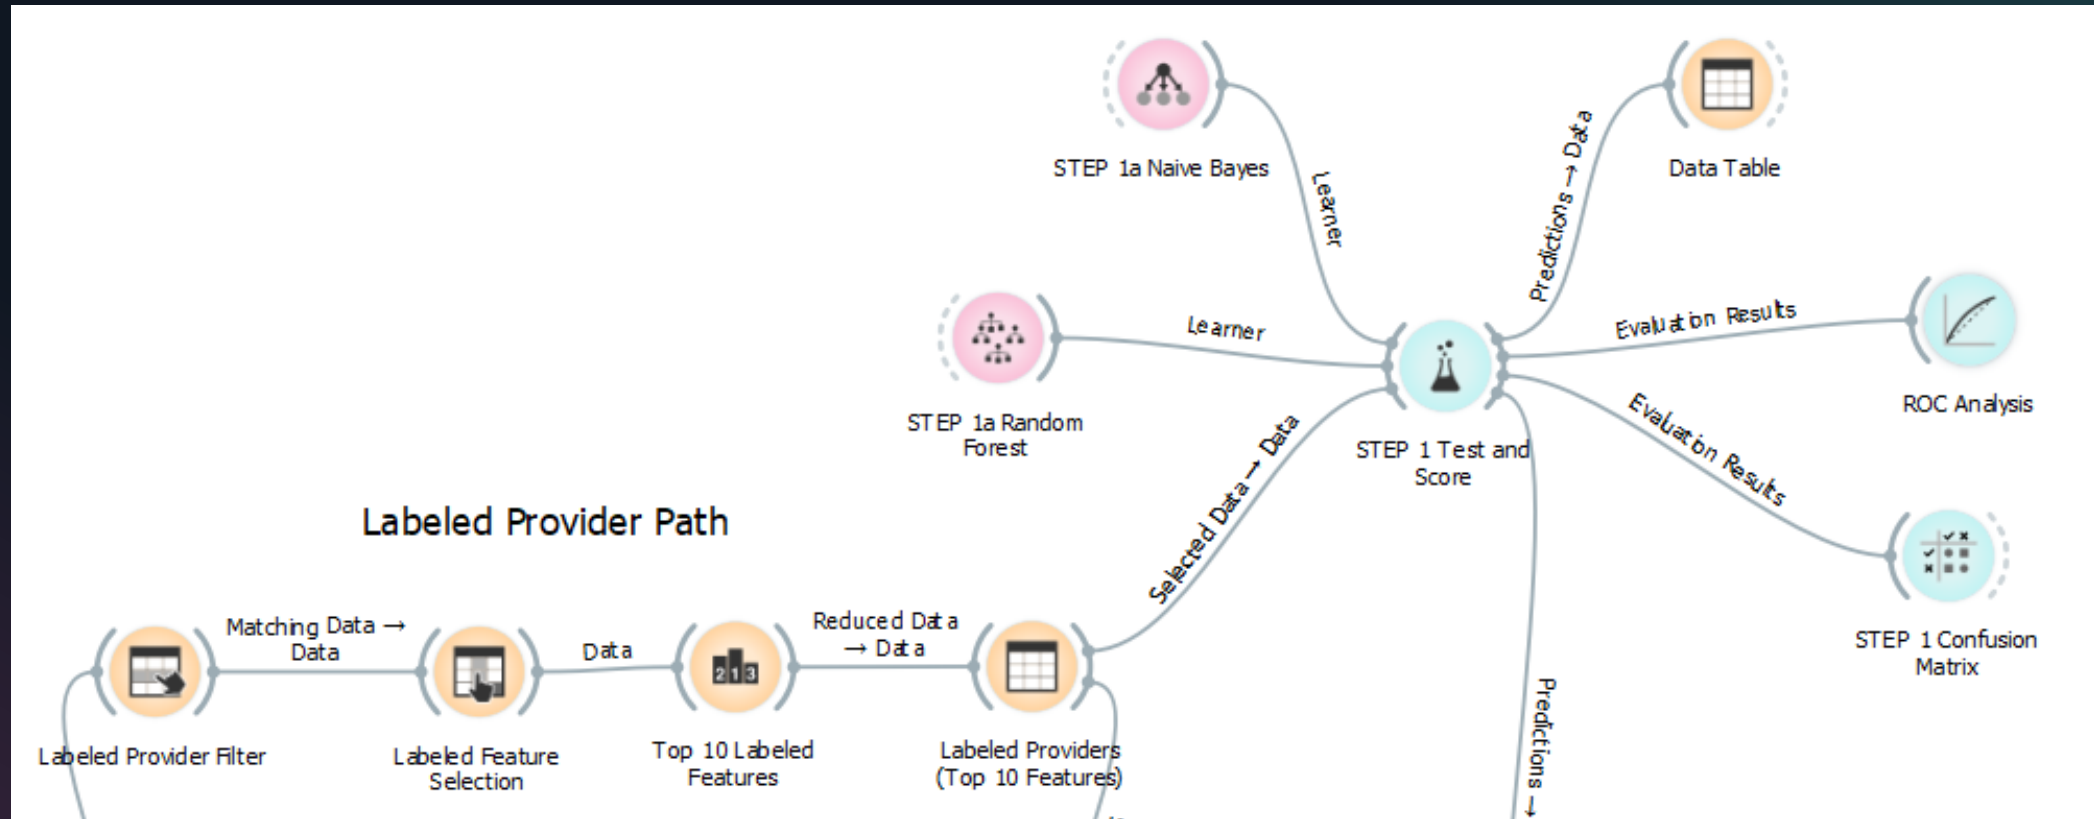 STEP 1a Naive Bayes
Data Table
Learner
Predictions → Data
Learner
Evaluation Results
ROC Analysis
STEP 1a Random
Forest
STEP 1 Test and
Score
Evaluation Results
Selected Data → Data
Labeled Provider Path
STEP 1 Confusion
Matrix
Matching Data →
Data
Data
Reduced Data
→ Data
Predictions →
Labeled Provider Filter
Labeled Feature
Selection
Top 10 Labeled
Features
2 1 3
Labeled Providers
(Top 10 Features)